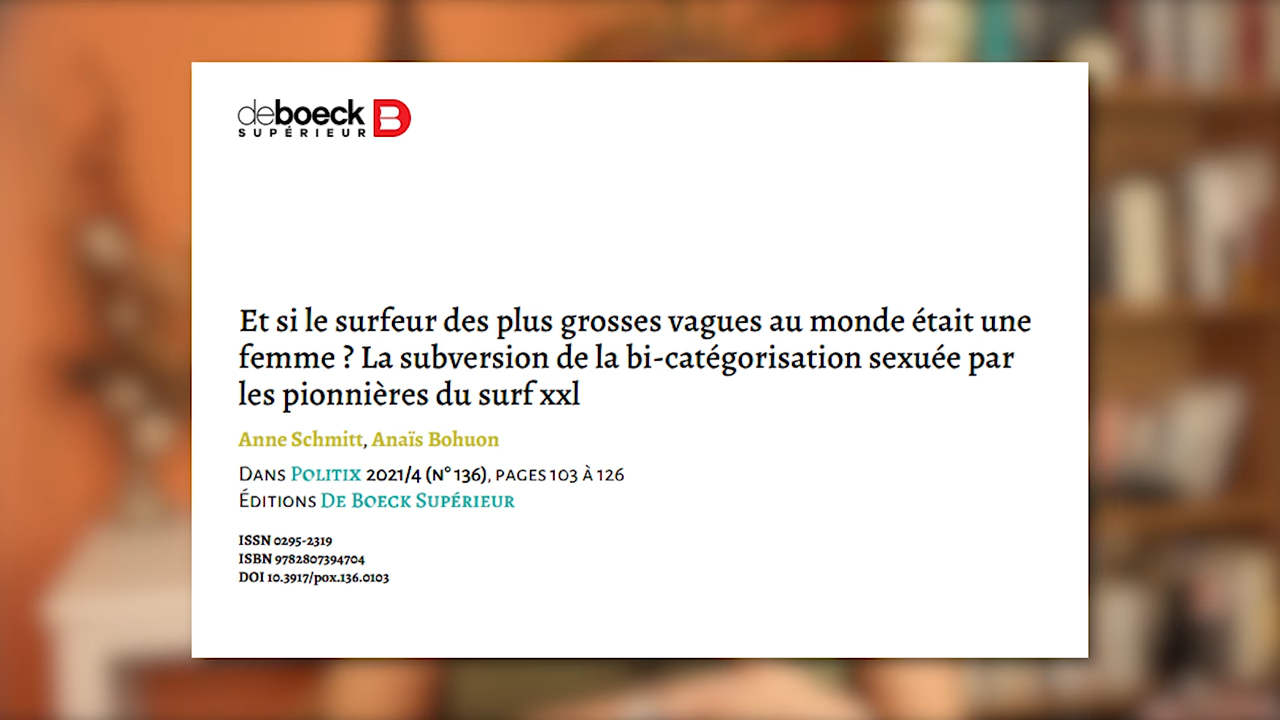 deboeck B
SUPÉRIEUR
Et si le surfeur des plus grosses vagues au monde était une
femme ? La subversion de la bi-catégorisation sexuée par
les pionnières du surf xxl
Anne Schmitt, Anaïs Bohuon
Dans Politix 2021/4 (n° 136), pages 103 à 126
Éditions De Boeck Supérieur
ISSN 0295-2319
ISBN 9782807394704
DOI 10.3917/pox.136.0103